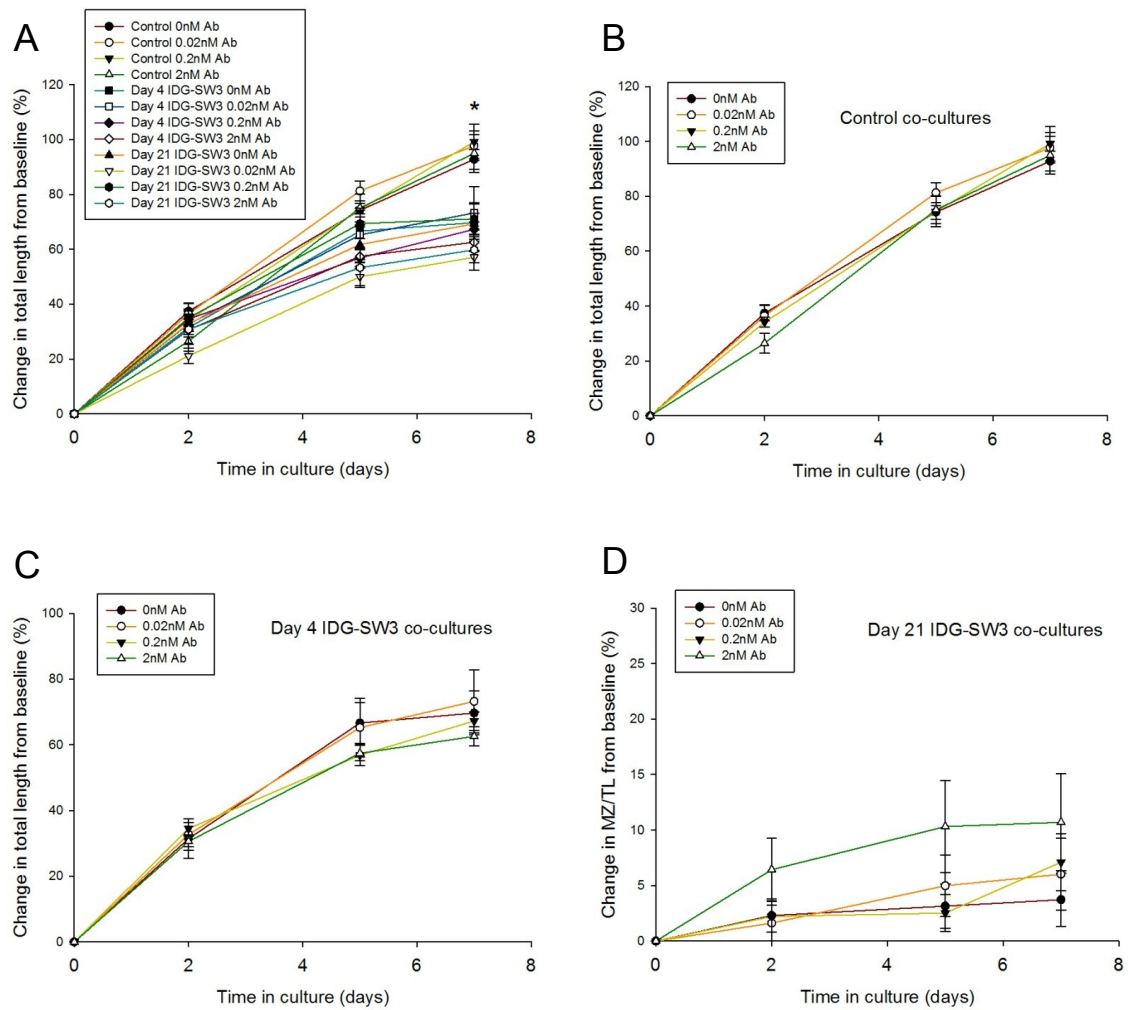 A
Control 0nM Ab
Control 0.02nM Ab
Control 0.2nM Ab
Control 2nM Ab
Day 4 IDG-SW3 0nM Ab
Day 4 IDG-SW3 0.02nM Ab
Day 4 IDG-SW3 0.2nM Ab
Day 4 IDG-SW3 2nM Ab
Day 21 IDG-SW3 0nM Ab
Day 21 IDG-SW3 0.02nM Ab
Day 21 IDG-SW3 0.2nM Ab
Day 21 IDG-SW3 2nM Ab
Change in total length from baseline (%)
120
100
80
60
40
20
0
*
0 2 4 6 8
Time in culture (days)
B
0nM Ab
0.02nM Ab
0.2nM Ab
2nM Ab
Control co-cultures
Change in total length from baseline (%)
120
100
80
60
40
20
0
0 2 4 6 8
Time in culture (days)
C
0nM Ab
0.02nM Ab
0.2nM Ab
2nM Ab
Day 4 IDG-SW3 co-cultures
Change in total length from baseline (%)
100
80
60
40
20
0
0 2 4 6 8
Time in culture (days)
D
0nM Ab
0.02nM Ab
0.2nM Ab
2nM Ab
Day 21 IDG-SW3 co-cultures
Change in MZ/TL from baseline (%)
30
25
20
15
10
5
0
0 2 4 6 8
Time in culture (days)